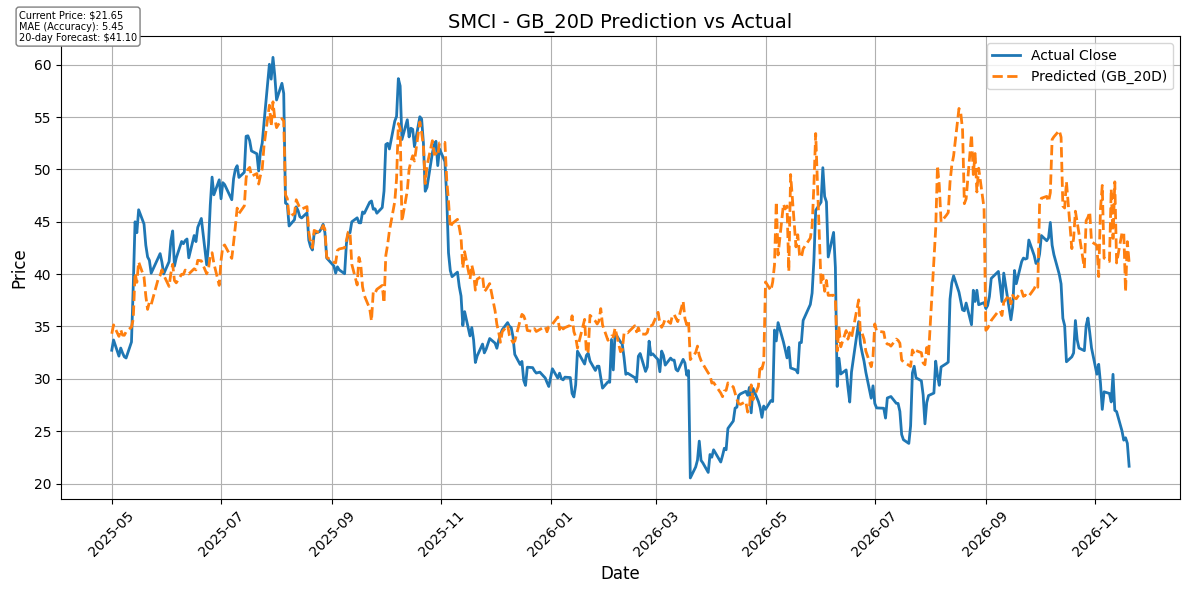 SMCI - GB_20D Prediction vs Actual
Current Price: $21.65
MAE (Accuracy): 5.45
20-day Forecast: $41.10
Actual Close
Predicted (GB_20D)
Price
60
55
50
45
40
35
30
25
20
2025-05
2025-07
2025-09
2025-11
2026-01
2026-03
2026-05
2026-07
2026-09
2026-11
Date